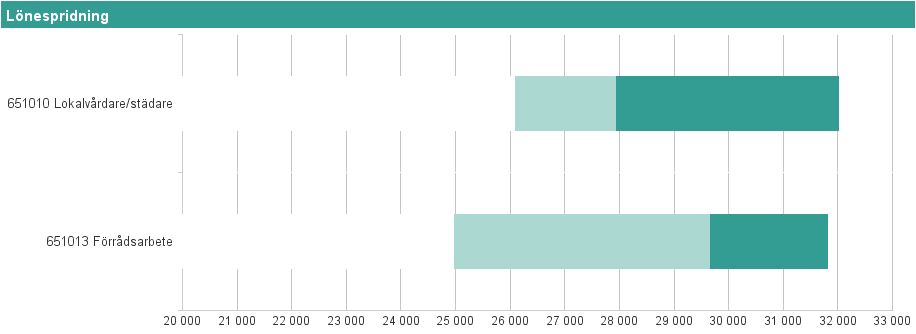 Lönespridning
651010 Lokalvårdare/städare
651013 Förrådsarbete
20 000 21 000 22 000 23 000 24 000 25 000 26 000 27 000 28 000 29 000 30 000 31 000 32 000 33 000